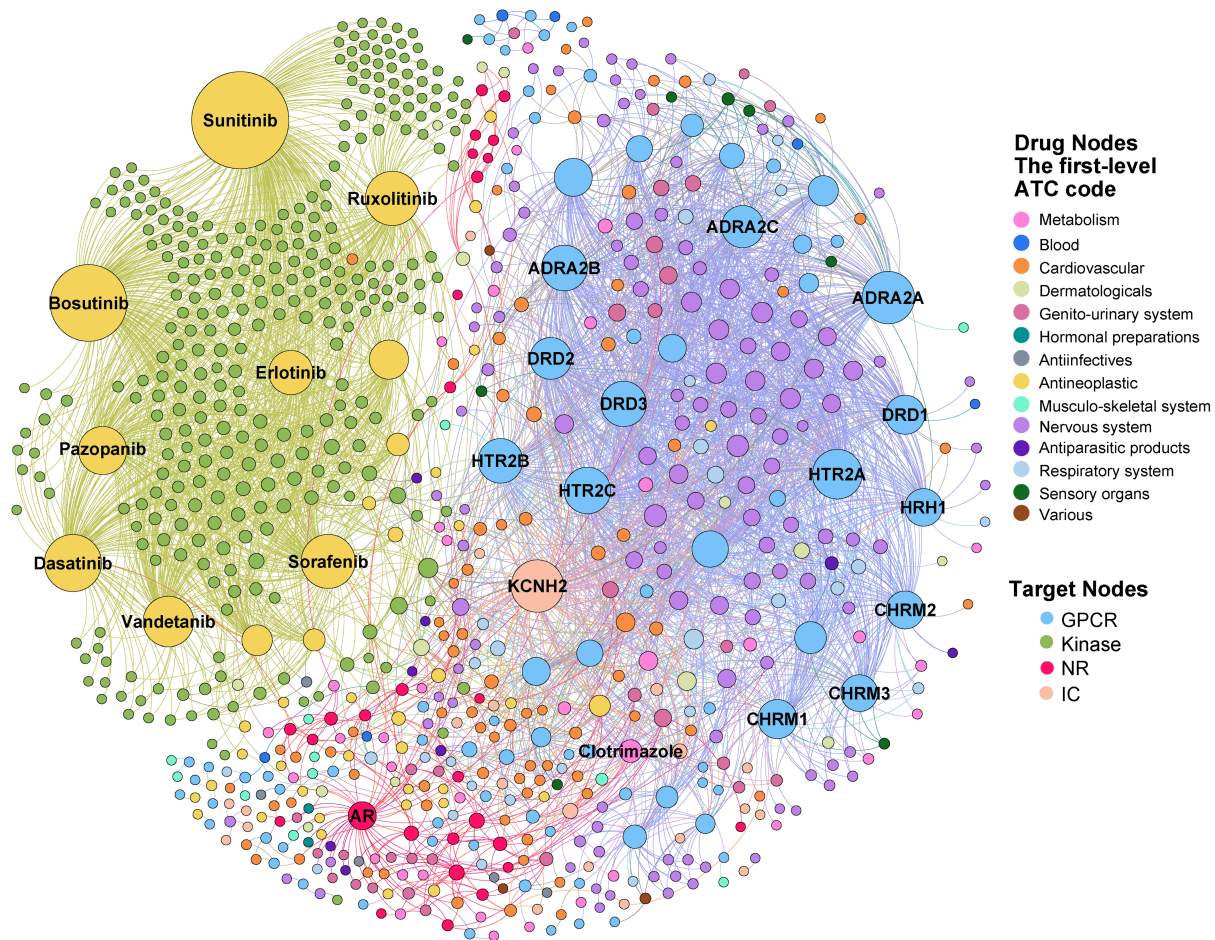 Sunitinib
Ruxolitinib
Bosutinib
Erlotinib
Pazopanib
Dasatinib
Sorafenib
Vandetanib
ADRA2C
ADRA2B
ADRA2A
DRD2
DRD3
DRD1
HTR2B
HTR2C
HTR2A
HRH1
KCNH2
CHRM2
CHRM3
CHRM1
Clotrimazole
AR
Drug Nodes
The first-level
ATC code
Metabolism
Blood
Cardiovascular
Dermatologicals
Genito-urinary system
Hormonal preparations
Antiinfectives
Antineoplastic
Musculo-skeletal system
Nervous system
Antiparasitic products
Respiratory system
Sensory organs
Various
Target Nodes
GPCR
Kinase
NR
IC